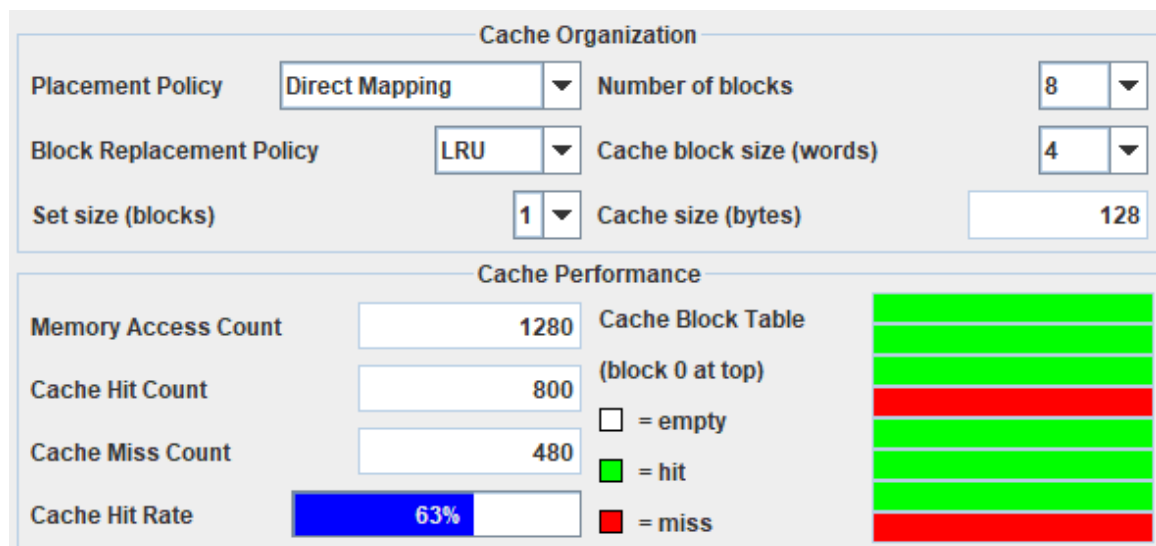 Cache Organization
Placement Policy Direct Mapping Number of blocks 8
Block Replacement Policy LRU Cache block size (words) 4
Set size (blocks) 1 Cache size (bytes) 128
Cache Performance
Memory Access Count 1280 Cache Block Table
(block 0 at top)
Cache Hit Count 800
= empty
Cache Miss Count 480
= hit
Cache Hit Rate 63%
= miss